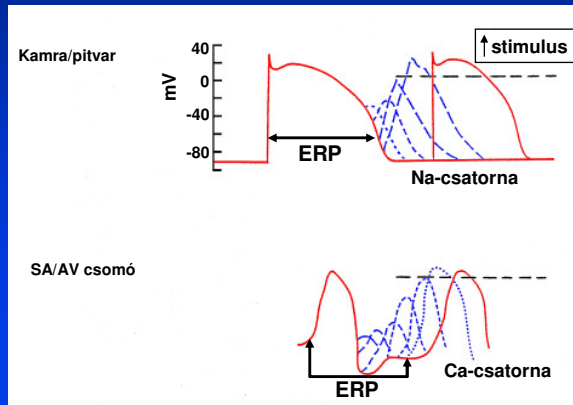 Kamra/pitvar
↑ stimulus
mV
40
0
-40
-80
ERP
Na-csatorna
SA/AV csomó
ERP
Ca-csatorna